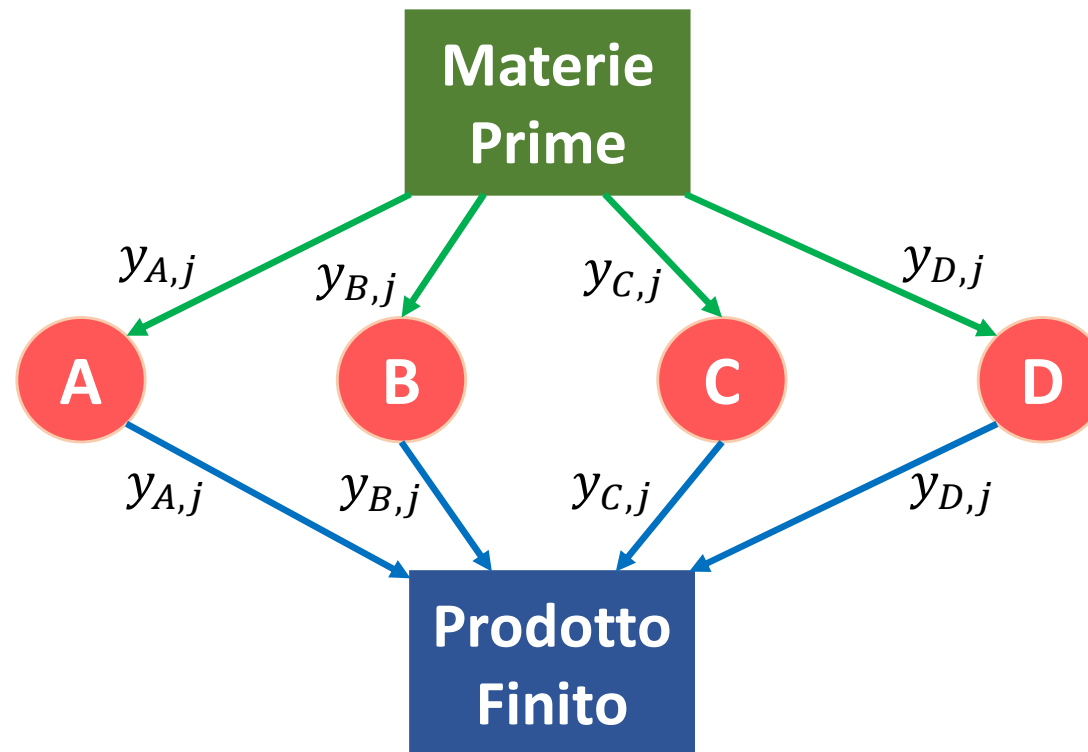 Materie
Prime
y_{A,j}
y_{B,j}
y_{C,j}
y_{D,j}
A
B
C
D
y_{A,j}
y_{B,j}
y_{C,j}
y_{D,j}
Prodotto
Finito